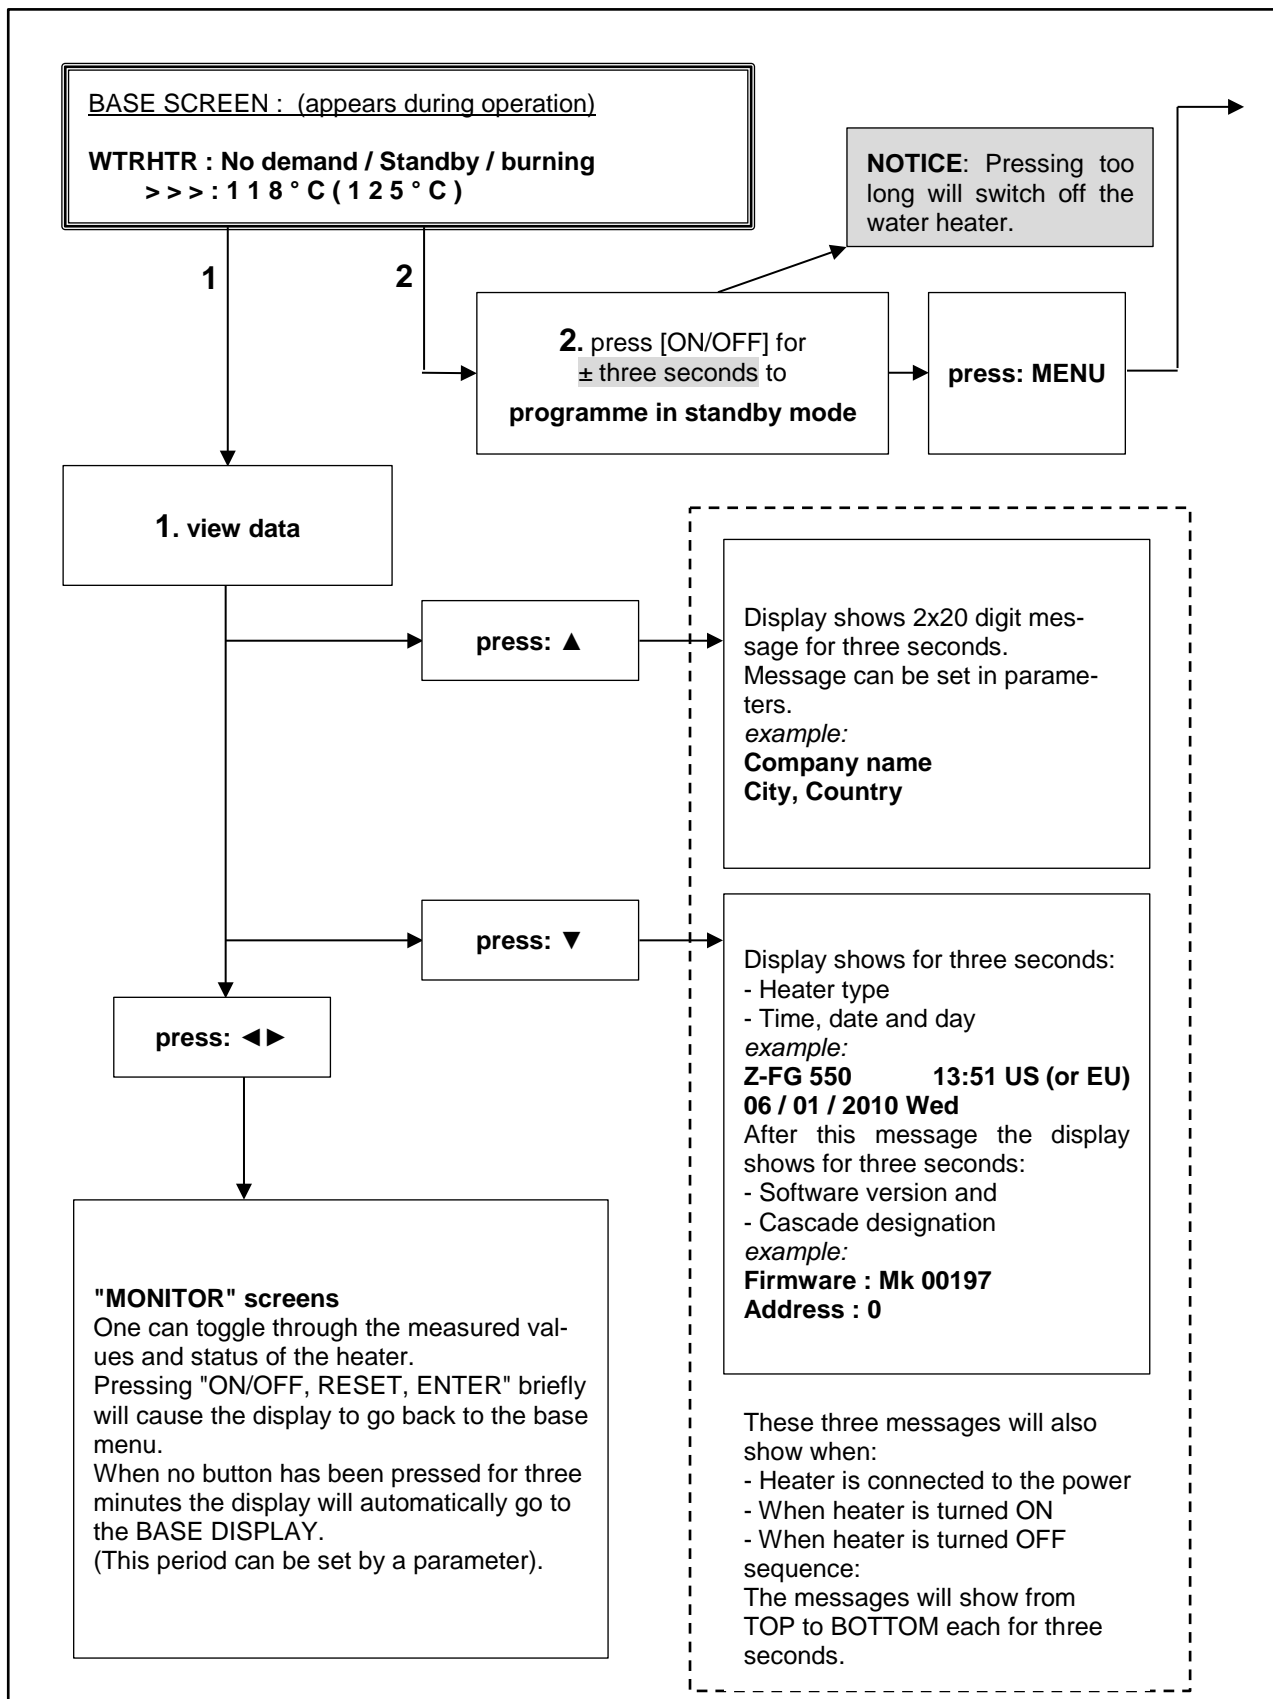 BASE SCREEN :  (appears during operation)
WTRHTR : No demand / Standby / burning
> > > : 1 1 8 ° C ( 1 2 5 ° C )
NOTICE: Pressing too
long will switch off the
water heater.
1
2
2. press [ON/OFF] for
± three seconds to
programme in standby mode
press: MENU
1. view data
press: ▲
Display shows 2x20 digit mes-
sage for three seconds.
Message can be set in parame-
ters.
example:
Company name
City, Country
press: ▼
Display shows for three seconds:
- Heater type
- Time, date and day
example:
Z-FG 550 13:51 US (or EU)
06 / 01 / 2010 Wed
After this message the display
shows for three seconds:
- Software version and
- Cascade designation
example:
Firmware : Mk 00197
Address : 0
press: ◄►
"MONITOR" screens
One can toggle through the measured val-
ues and status of the heater.
Pressing "ON/OFF, RESET, ENTER" briefly
will cause the display to go back to the base
menu.
When no button has been pressed for three
minutes the display will automatically go to
the BASE DISPLAY.
(This period can be set by a parameter).
These three messages will also
show when:
- Heater is connected to the power
- When heater is turned ON
- When heater is turned OFF
sequence:
The messages will show from
TOP to BOTTOM each for three
seconds.